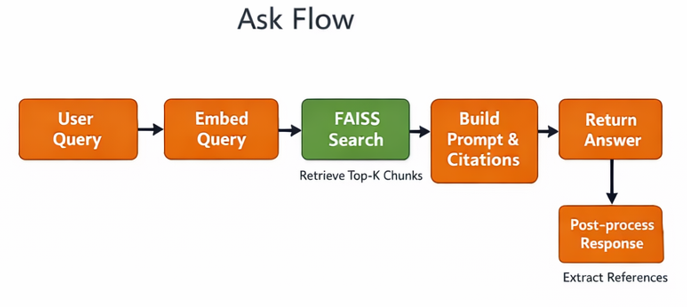 Ask Flow
User
Query
Embed
Query
FAISS
Search
Retrieve Top-K Chunks
Build
Prompt &
Citations
Return
Answer
Post-process
Response
Extract References